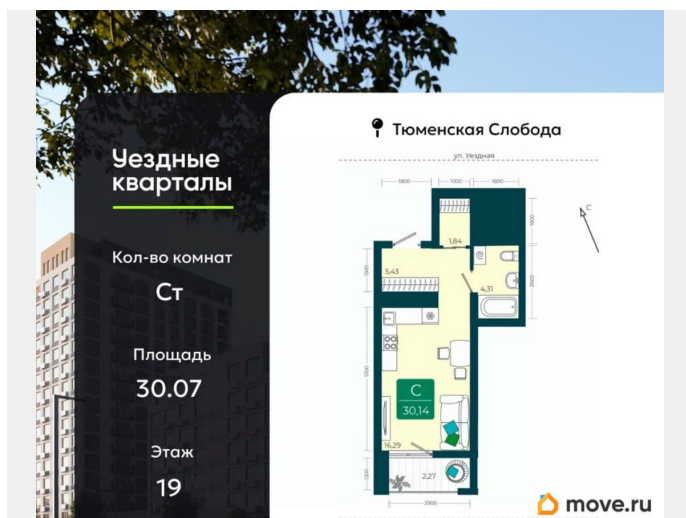 Уездные
кварталы
Кол-во комнат
Ст
Площадь
30.07
Этаж
19
Тюменская Слобода
ул. Уездная
1800
1300
1600
С
1,84
5,43
4,31
С
30,14
16,29
2,27
2900
move.ru